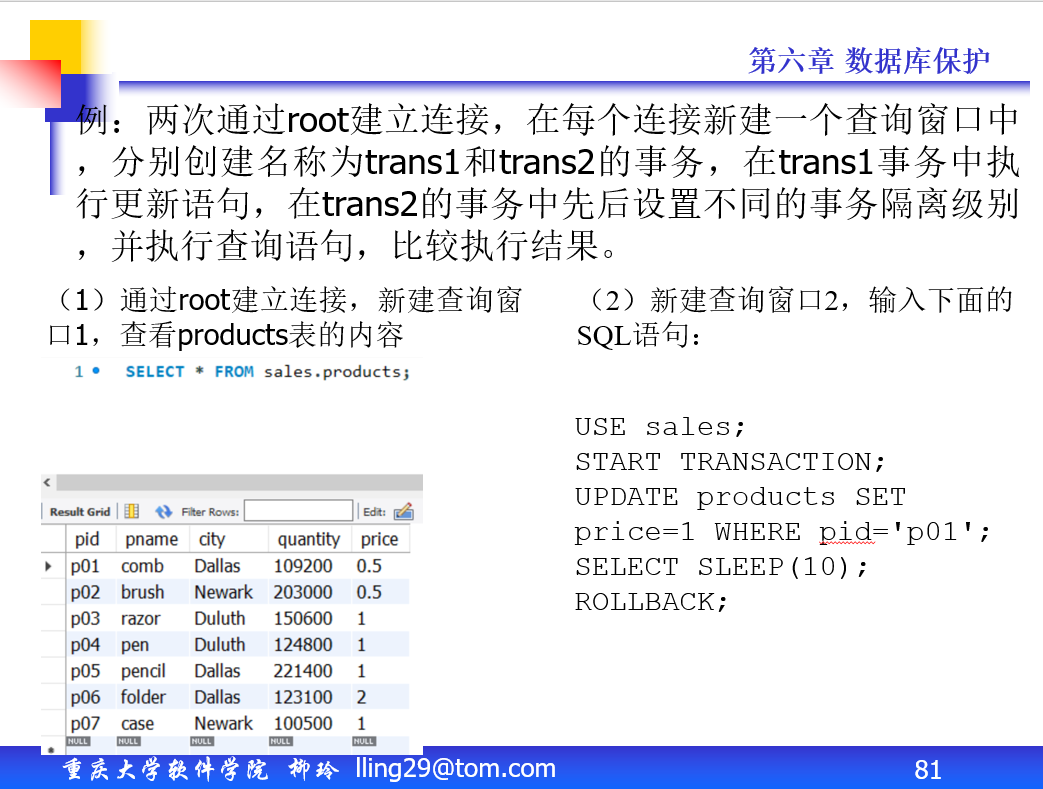 第六章 数据库保护
例：两次通过root建立连接，在每个连接新建一个查询窗口中
，分别创建名称为trans1和trans2的事务，在trans1事务中执
行更新语句，在trans2的事务中先后设置不同的事务隔离级别
，并执行查询语句，比较执行结果。
（1）通过root建立连接，新建查询窗
口1，查看products表的内容
1 SELECT * FROM sales.products;
Result Grid Filter Rows: Edit:
pid pname city quantity price
p01 comb Dallas 109200 0.5
p02 brush Newark 203000 0.5
p03 razor Duluth 150600 1
p04 pen Duluth 124800 1
p05 pencil Dallas 221400 1
p06 folder Dallas 123100 2
p07 case Newark 100500 1
NULL NULL NULL NULL NULL
（2）新建查询窗口2，输入下面的
SQL语句：
USE sales;
START TRANSACTION;
UPDATE products SET
price=1 WHERE pid='p01';
SELECT SLEEP(10);
ROLLBACK;
重庆大学软件学院 柳玲 lling29@tom.com
81